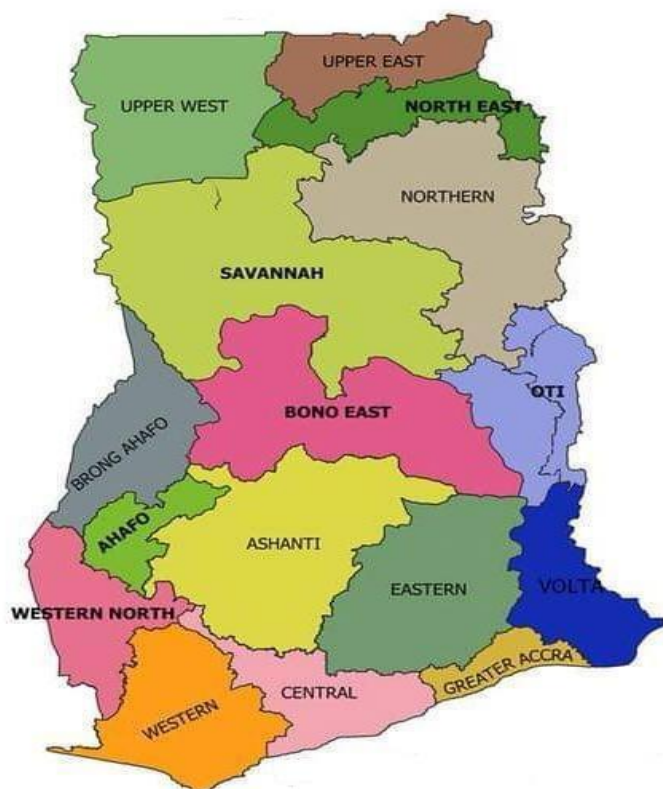 UPPER EAST
UPPER WEST
NORTH EAST
NORTHERN
SAVANNAH
OTI
BONO EAST
BRONG AHAFO
AHAFO
ASHANTI
EASTERN
VOLTA
WESTERN NORTH
GREATER ACCRA
CENTRAL
WESTERN